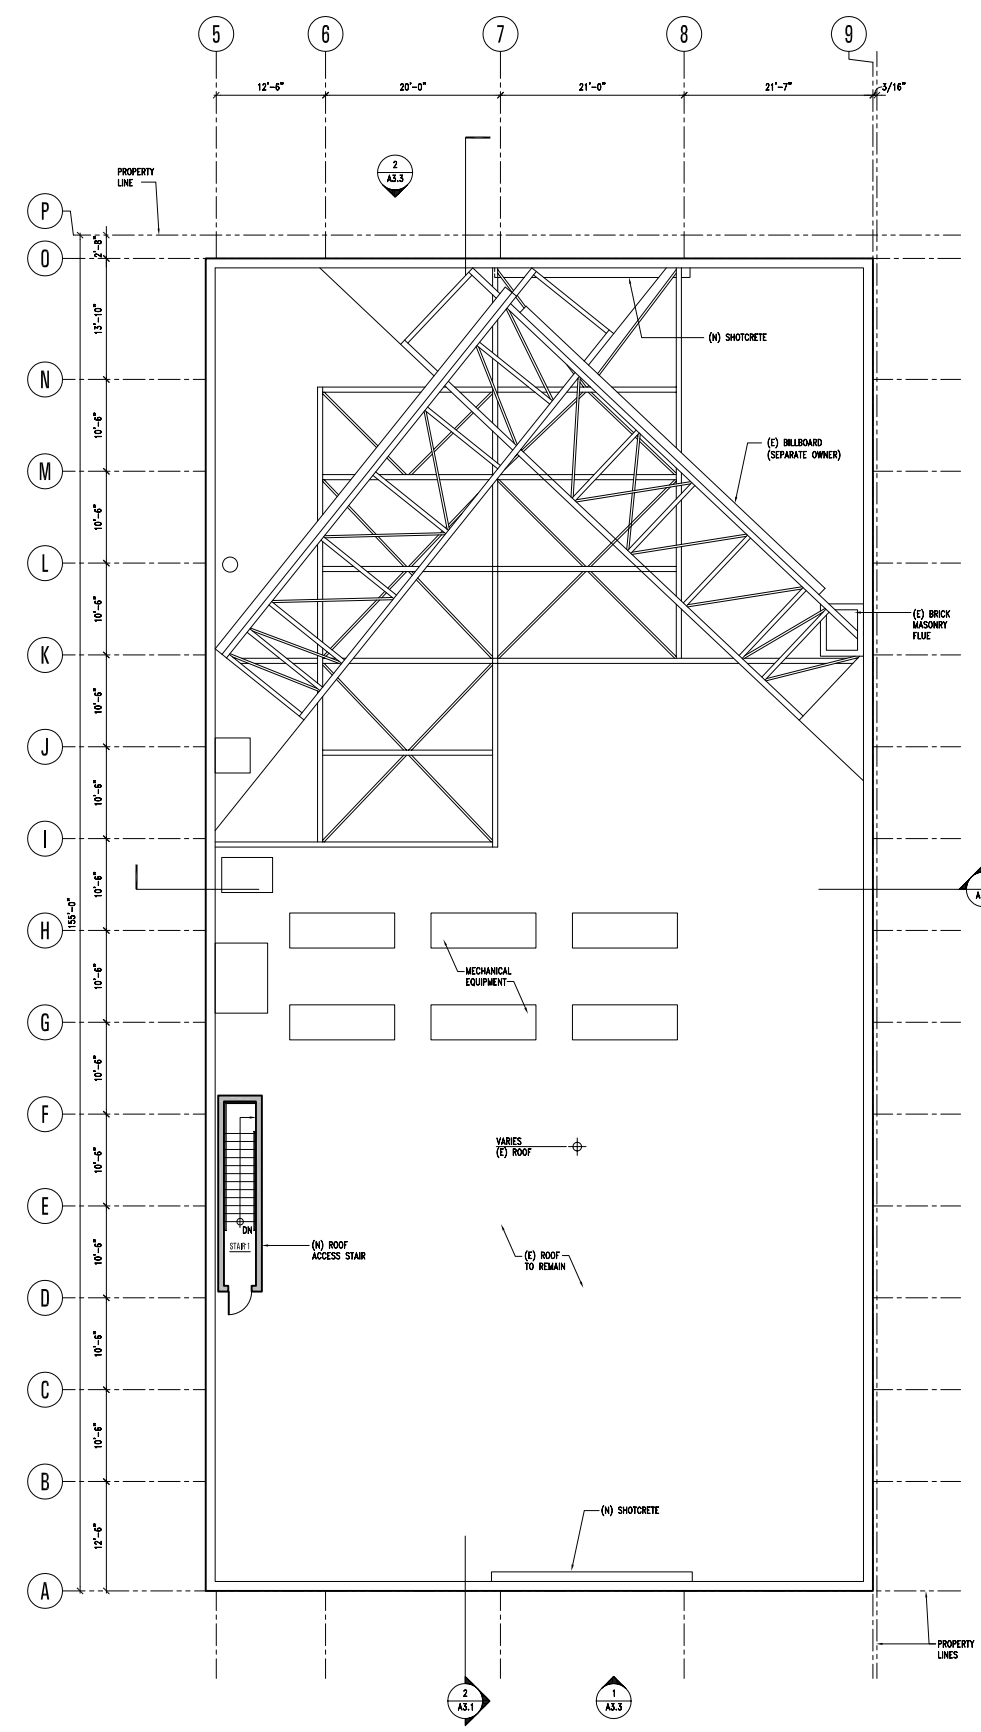 5 6 7 8 9
12'-6" 20'-0" 21'-0" 21'-7" 3/16"
2
A3.3
PROPERTY
LINE
P
2'-8"
O
13'-10"
(N) SHOTCRETE
N
10'-6"
(E) BILLBOARD
(SEPARATE OWNER)
M
10'-6"
L
10'-6"
(E) BRICK
MASONRY
FLUE
K
10'-6"
J
10'-6"
I
10'-6"
155'-0"
H
MECHANICAL
EQUIPMENT
10'-6"
G
10'-6"
F
VARIES
(E) ROOF
10'-6"
E
DN
STAIR 1
(N) ROOF
ACCESS STAIR
(E) ROOF
TO REMAIN
10'-6"
D
10'-6"
C
10'-6"
B
(N) SHOTCRETE
12'-6"
A
PROPERTY
LINES
2
A3.1
1
A3.3